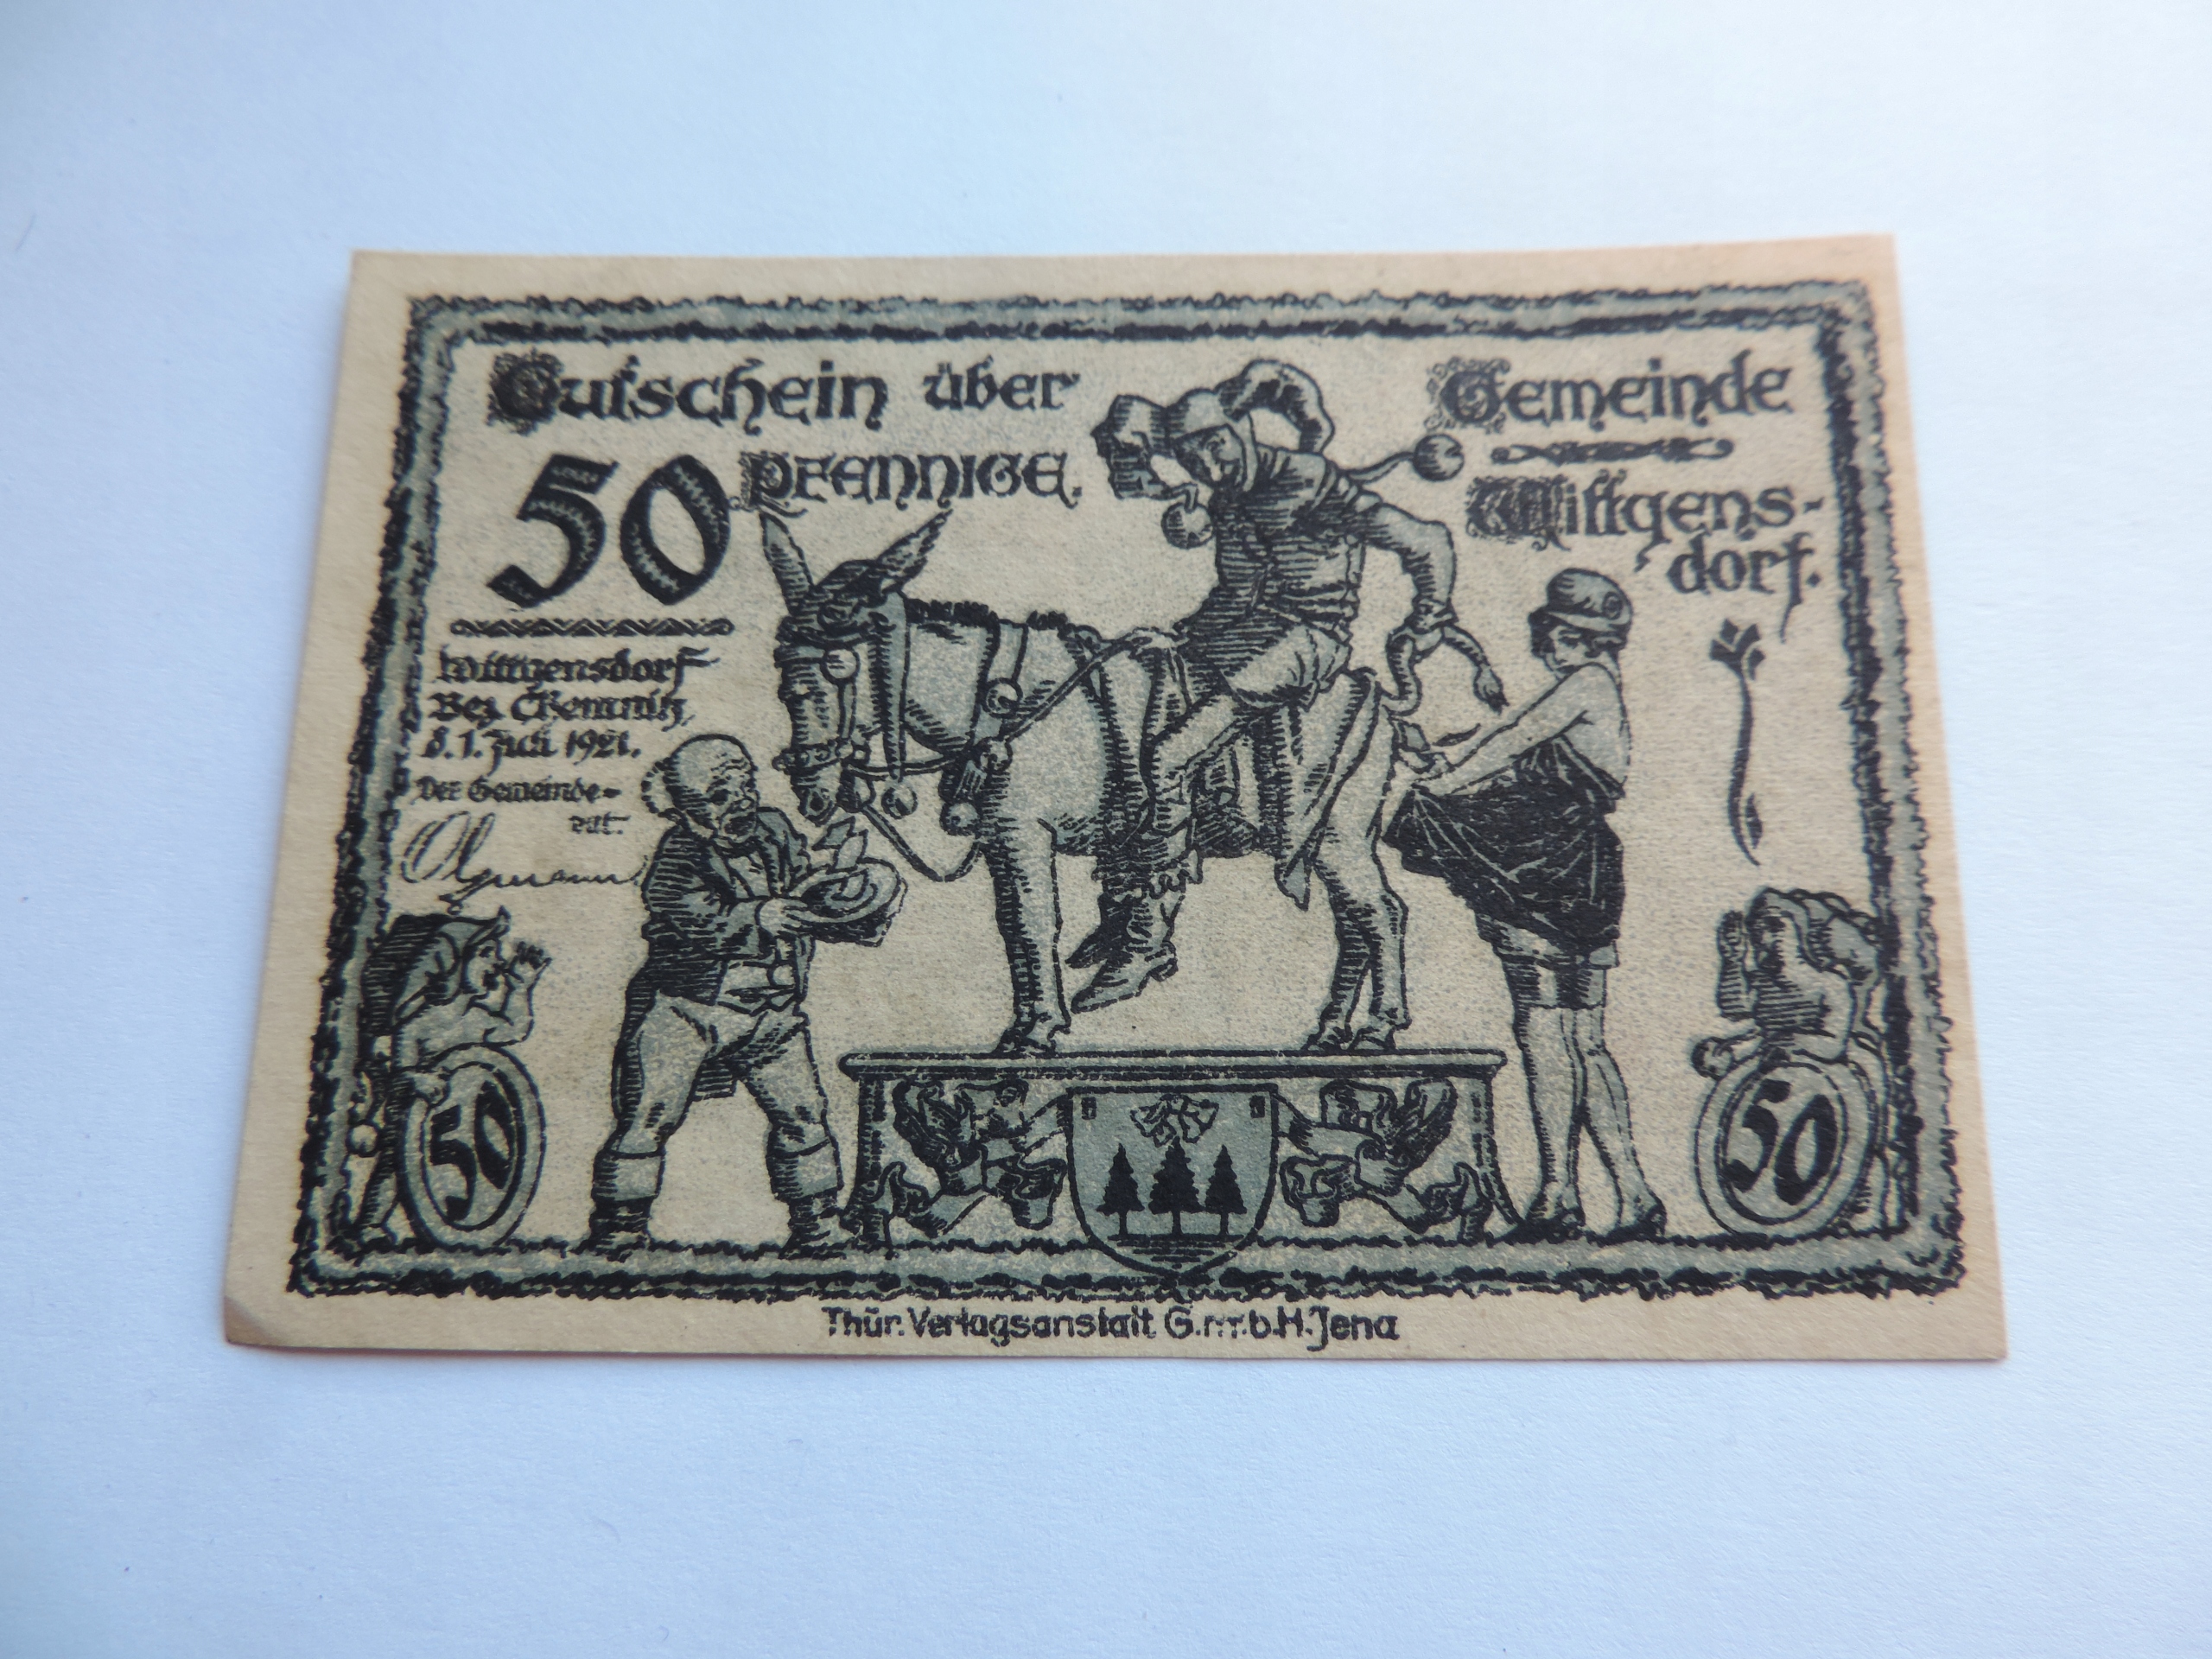 Gutschein über
50 PFENNIGE.
Wittgensdorf
Bez. Chemnitz,
d. 1. Juli 1921.
Der Gemeinde-
rat:
Gemeinde
Wittgens-
dorf.
50
50
Thür. Verlagsanstalt G.m.b.H. Jena